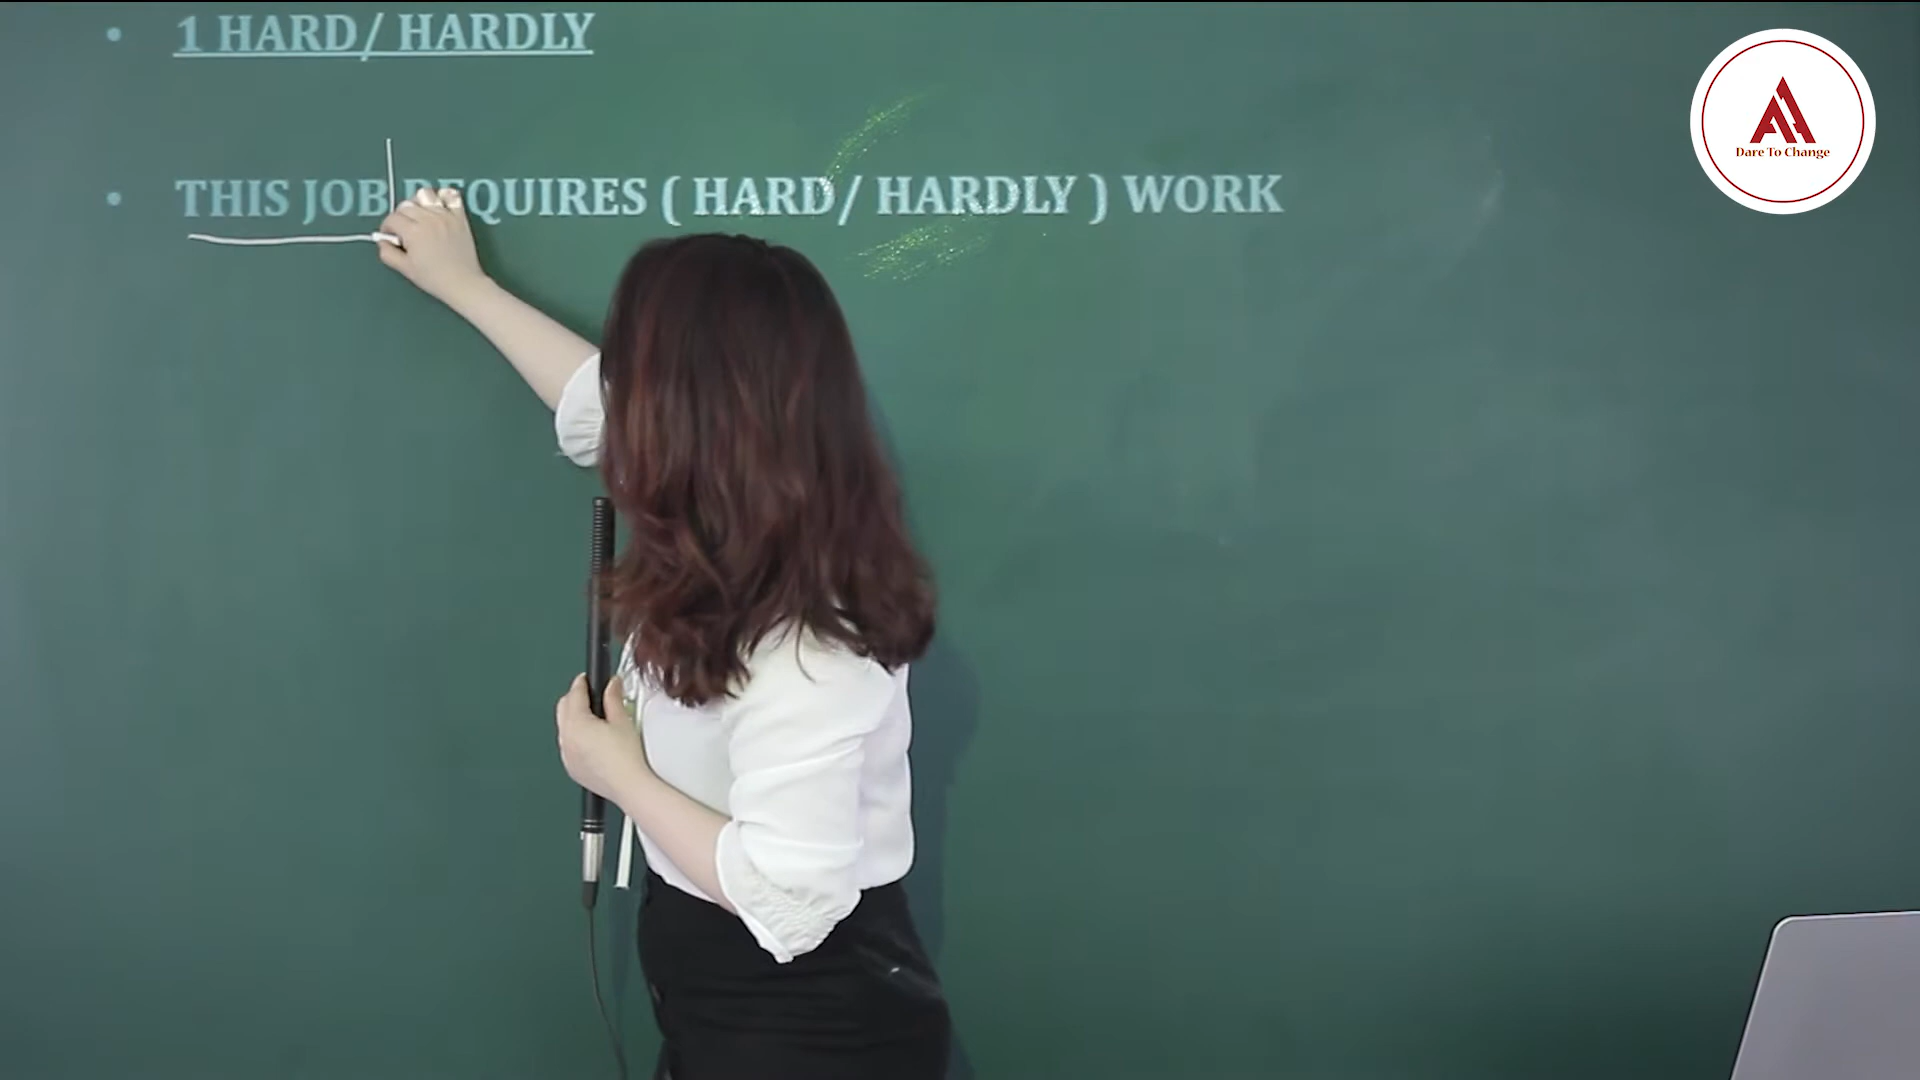 • 1 HARD/ HARDLY
• THIS JOB REQUIRES ( HARD/ HARDLY ) WORK
Dare To Change